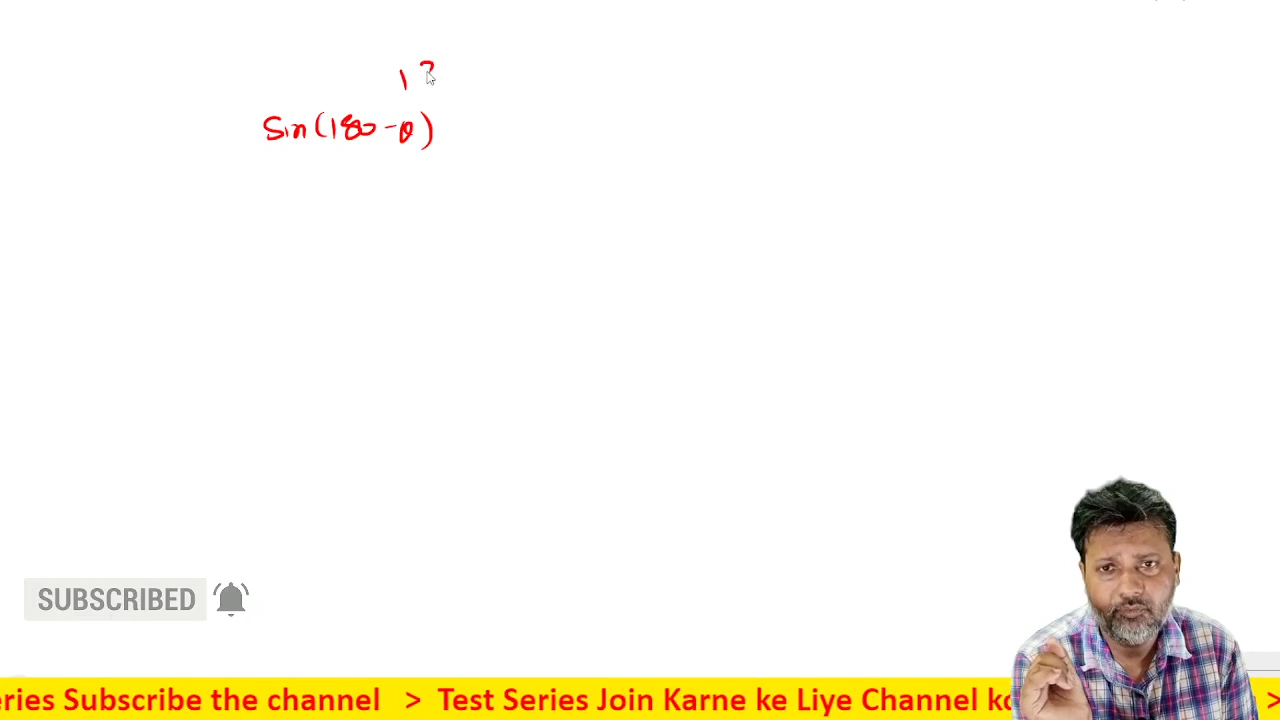 1
Sin(180-θ)
SUBSCRIBED
eries Subscribe the channel > Test Series Join Karne ke Liye Channel ko >